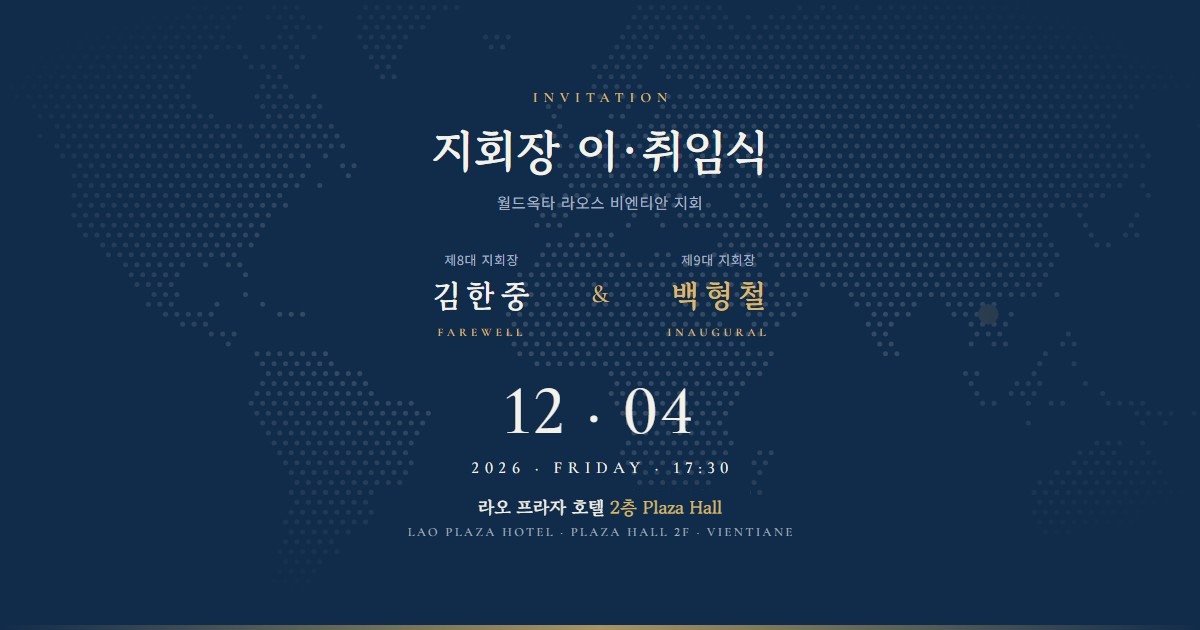 INVITATION
지회장 이·취임식
월드옥타 라오스 비엔티안 지회
제8대 지회장
김한중
FAREWELL
&
제9대 지회장
백형철
INAUGURAL
12 · 04
2026 · FRIDAY · 17:30
라오 프라자 호텔 2층 Plaza Hall
LAO PLAZA HOTEL · PLAZA HALL 2F · VIENTIANE